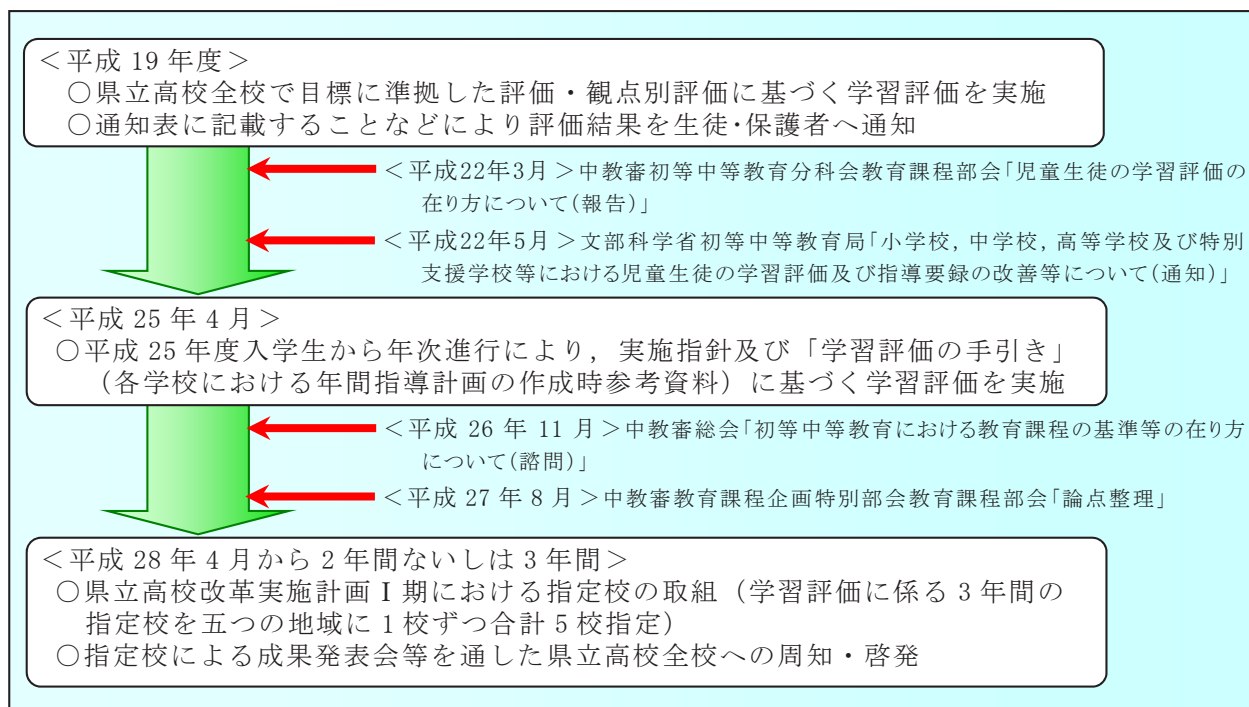 ＜平成 19 年度＞
○県立高校全校で目標に準拠した評価・観点別評価に基づく学習評価を実施
○通知表に記載することなどにより評価結果を生徒・保護者へ通知
＜平成22年3月＞中教審初等中等教育分科会教育課程部会「児童生徒の学習評価の
在り方について(報告)」
＜平成22年5月＞文部科学省初等中等教育局「小学校，中学校，高等学校及び特別
支援学校等における児童生徒の学習評価及び指導要録の改善等について(通知)」
＜平成 25 年 4 月＞
○平成 25 年度入学生から年次進行により，実施指針及び「学習評価の手引き」
（各学校における年間指導計画の作成時参考資料）に基づく学習評価を実施
＜平成 26 年 11 月＞中教審総会「初等中等教育における教育課程の基準等の在り方
について(諮問)」
＜平成 27 年 8 月＞中教審教育課程企画特別部会教育課程部会「論点整理」
＜平成 28 年 4 月から 2 年間ないしは 3 年間＞
○県立高校改革実施計画Ⅰ期における指定校の取組（学習評価に係る 3 年間の
指定校を五つの地域に 1 校ずつ合計 5 校指定）
○指定校による成果発表会等を通した県立高校全校への周知・啓発